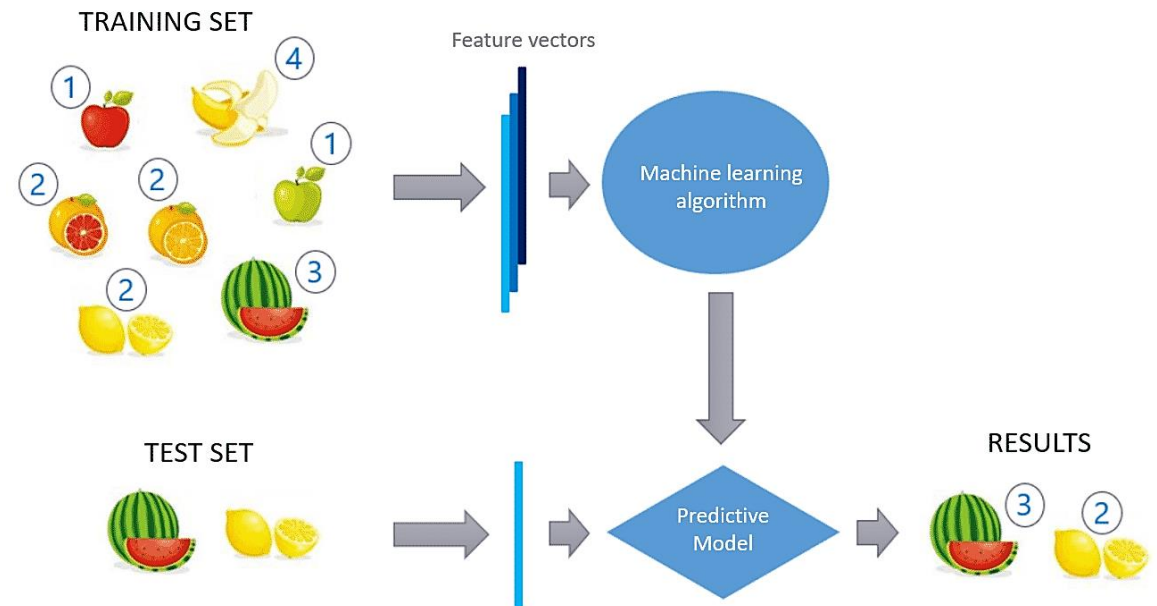 TRAINING SET
Feature vectors
4
1
1
2
2
3
2
Machine learning
algorithm
TEST SET
RESULTS
Predictive
Model
3
2